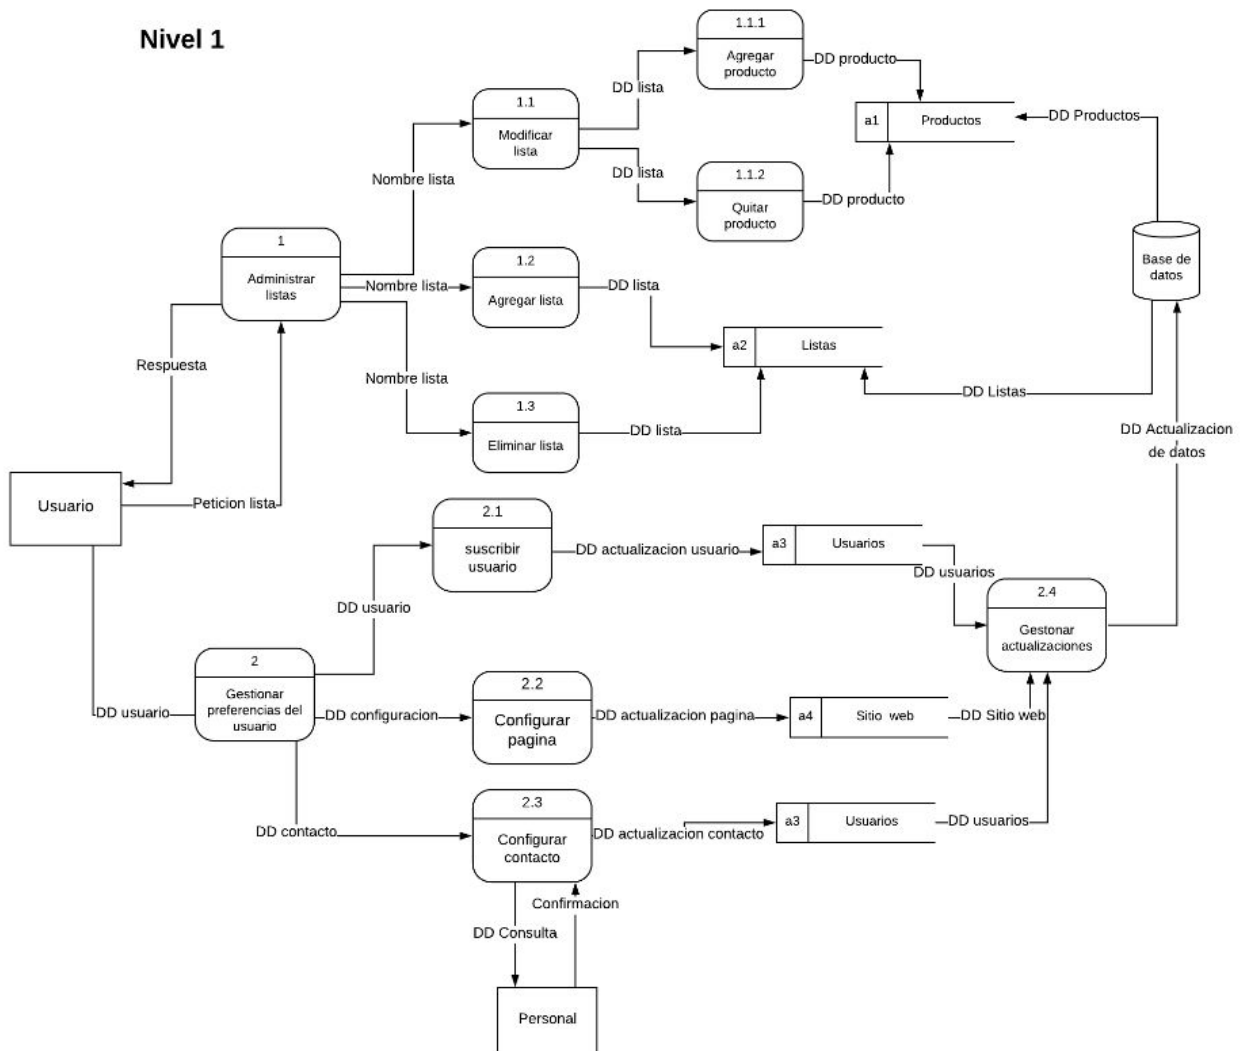 Nivel 1
1.1.1
Agregar
producto
DD producto
DD lista
1.1
Modificar
lista
a1
Productos
DD Productos
DD lista
1.1.2
Quitar
producto
DD producto
Nombre lista
1
Administrar
listas
Nombre lista
1.2
Agregar lista
DD lista
Base de
datos
a2
Listas
Respuesta
Nombre lista
1.3
Eliminar lista
DD lista
DD Listas
DD Actualizacion
de datos
Usuario
Peticion lista
2.1
suscribir
usuario
DD actualizacion usuario
a3
Usuarios
DD usuarios
2.4
Gestonar
actualizaciones
DD usuario
2
Gestionar
preferencias del
usuario
DD usuario
DD configuracion
2.2
Configurar
pagina
DD actualizacion pagina
a4
Sitio web
DD Sitio web
2.3
Configurar
contacto
DD contacto
DD actualizacion contacto
a3
Usuarios
DD usuarios
Confirmacion
DD Consulta
Personal